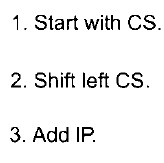 1. Start with CS.
2. Shift left CS.
3. Add IP.